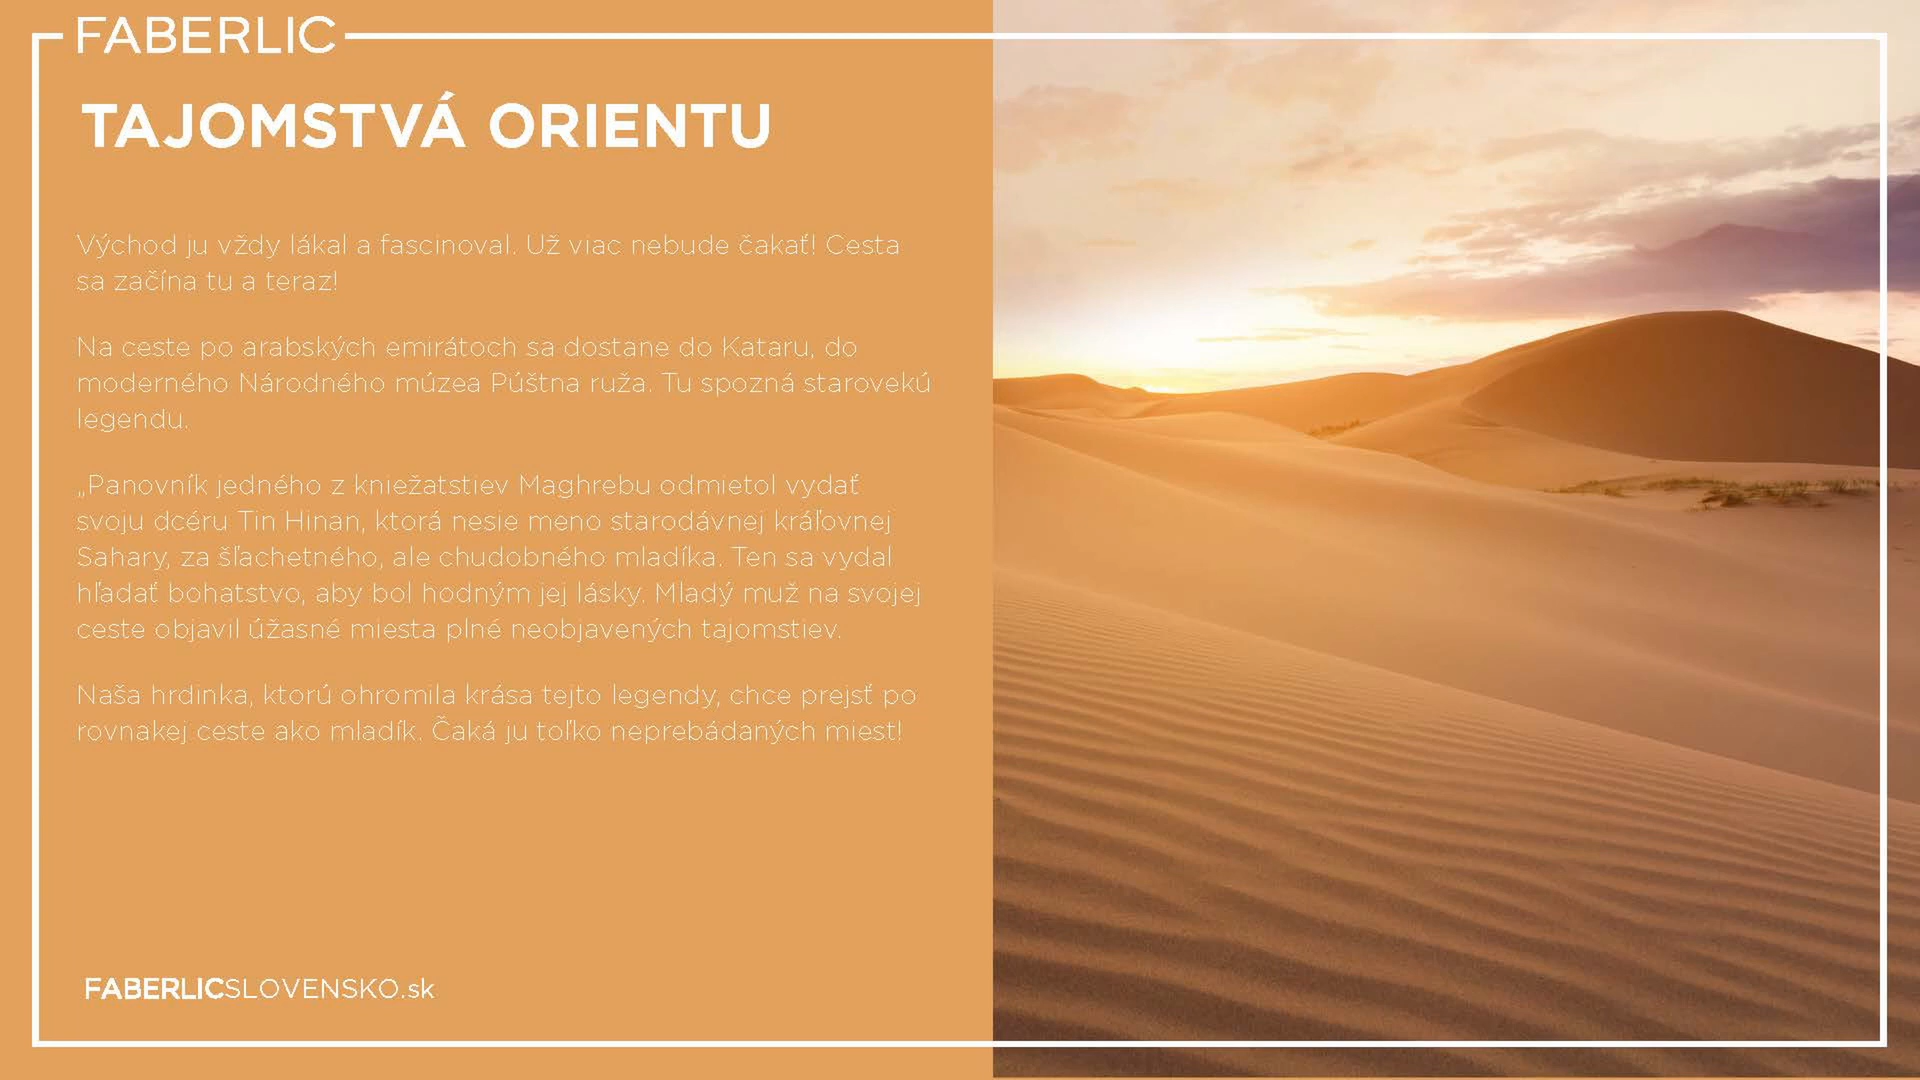 FABERLIC
TAJOMSTVÁ ORIENTU
Východ ju vždy lákal a fascinoval. Už viac nebude čakať! Cesta
sa začína tu a teraz!
Na ceste po arabských emirátoch sa dostane do Kataru, do
moderného Národného múzea Púštna ruža. Tu spozná starovekú
legendu.
„Panovník jedného z kniežatstiev Maghrebu odmietol vydať
svoju dcéru Tin Hinan, ktorá nesie meno starodávnej kráľovnej
Sahary, za šľachetného, ale chudobného mladíka. Ten sa vydal
hľadať bohatstvo, aby bol hodným jej lásky. Mladý muž na svojej
ceste objavil úžasné miesta plné neobjavených tajomstiev.
Naša hrdinka, ktorú ohromila krása tejto legendy, chce prejsť po
rovnakej ceste ako mladík. Čaká ju toľko neprebádaných miest!
FABERLICSLOVENSKO.sk